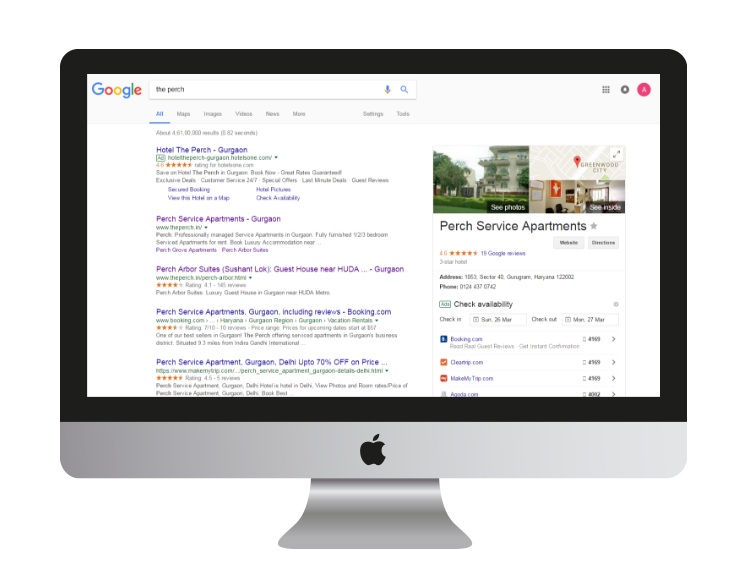 Google
the perch
A
All Maps Images Videos News More Settings Tools
About 4,61,00,000 results (0.62 seconds)
Hotel The Perch - Gurgaon
Ad hoteltheperch-gurgaon.hotelsone.com/
4.6 rating for hotelsone.com
Save on Hotel The Perch in Gurgaon. Book Now - Great Rates Guaranteed!
Exclusive Deals · Customer Service 24/7 · Special Offers · Last Minute Deals · Guest Reviews
Secured Booking Hotel Pictures
View this Hotel on a Map Check Availability
Perch Service Apartments - Gurgaon
www.theperch.in/
Perch: Professionally managed Service Apartments in Gurgaon. Fully furnished 1/2/3 bedroom
Serviced Apartments for rent. Book Luxury Accommodation near ...
Perch Grove Apartments · Perch Arbor Suites
Perch Arbor Suites (Sushant Lok): Guest House near HUDA ... - Gurgaon
www.theperch.in/perch-arbor.html
Rating: 4.1 - 145 reviews
Perch Arbor Suites: Luxury Guest House in Gurgaon near HUDA Metro
Perch Service Apartments, Gurgaon, including reviews - Booking.com
www.booking.com › ... › Haryana › Gurgaon Region › Gurgaon › Vacation Rentals
Rating: 7/10 - 10 reviews - Price range: Prices for upcoming dates start at $57
One of our best sellers in Gurgaon! The Perch offering serviced apartments in Gurgaon's business
district. Situated 9.3 miles from Indira Gandhi International ...
Perch Service Apartment, Gurgaon, Delhi Upto 70% OFF on Price ...
https://www.makemytrip.com/.../perch_service_apartment_gurgaon-details-delhi.html
Rating: 4.5 - 6 reviews
Perch Service Apartment, Gurgaon, Delhi Hotel is hotel in Delhi, View Photos and Room rates/Price of
Perch Service Apartment, Gurgaon, Delhi. Book Best ...
GREENWOOD
CITY
See photos See inside
Perch Service Apartments
Website Directions
4.6 19 Google reviews
3-star hotel
Address: 1853, Sector 40, Gurugram, Haryana 122002
Phone: 0124 437 0742
Ads Check availability
Check in Sun, 26 Mar Check out Mon, 27 Mar
Booking.com 4169
Read Real Guest Reviews · Get Instant Confirmation
Cleartrip.com 4169
MakeMyTrip.com 4169
Agoda.com 4002